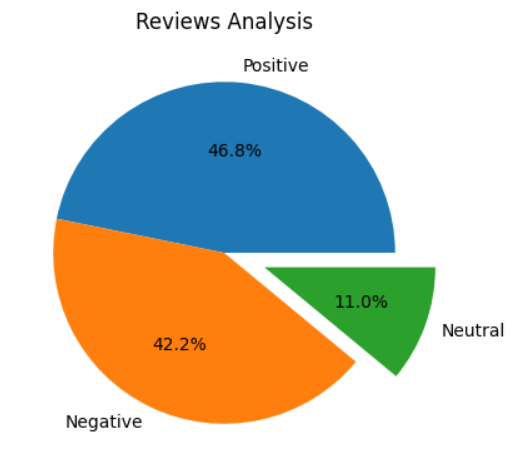 Reviews Analysis
Positive
46.8%
11.0%
Neutral
42.2%
Negative